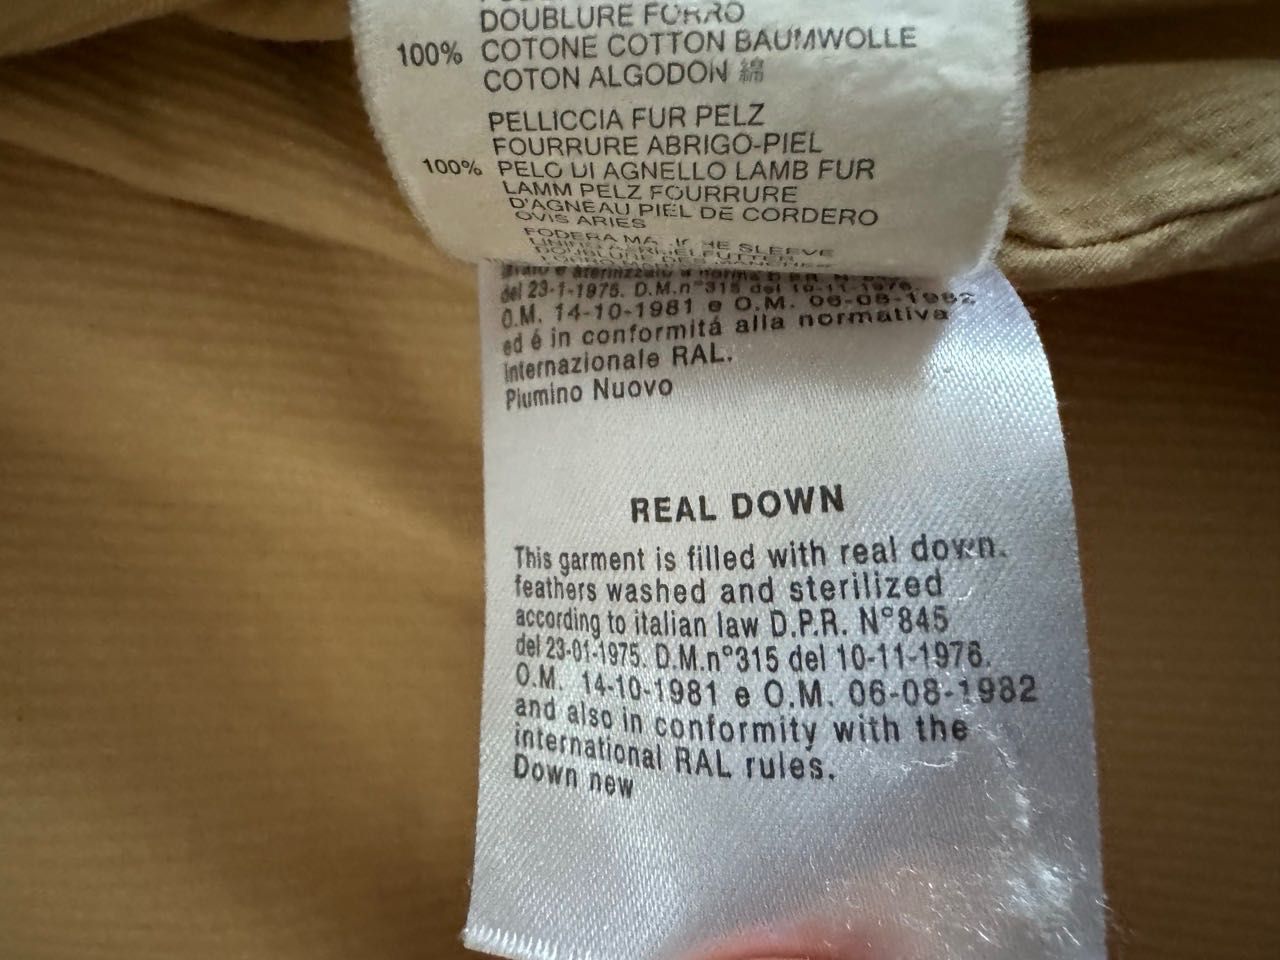 DOUBLURE FORRO
100% COTONE COTTON BAUMWOLLE
COTON ALGODON 綿
PELLICCIA FUR PELZ
FOURRURE ABRIGO-PIEL
100% PELO DI AGNELLO LAMB FUR
LAMM PELZ FOURRURE
D'AGNEAU PIEL DE CORDERO
OVIS ARIES
FODERA SLEEVE
e sterilizzato a norma D.P.R.
del 23-1-1975. D.M.n°315 del 10-11-1976.
O.M. 14-10-1981 e O.M. 06-08-1982
ed é in conformitá alla normativa
internazionale RAL.
Piumino Nuovo
REAL DOWN
This garment is filled with real down.
feathers washed and sterilized
according to italian law D.P.R. N°845
del 23-01-1975. D.M.n°315 del 10-11-1976.
O.M. 14-10-1981 e O.M. 06-08-1982
and also in conformity with the
international RAL rules.
Down new